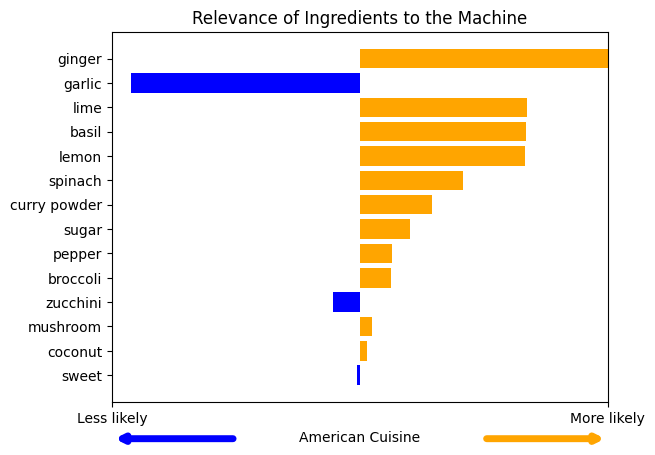 Relevance of Ingredients to the Machine
ginger
garlic
lime
basil
lemon
spinach
curry powder
sugar
pepper
broccoli
zucchini
mushroom
coconut
sweet
Less likely More likely
American Cuisine